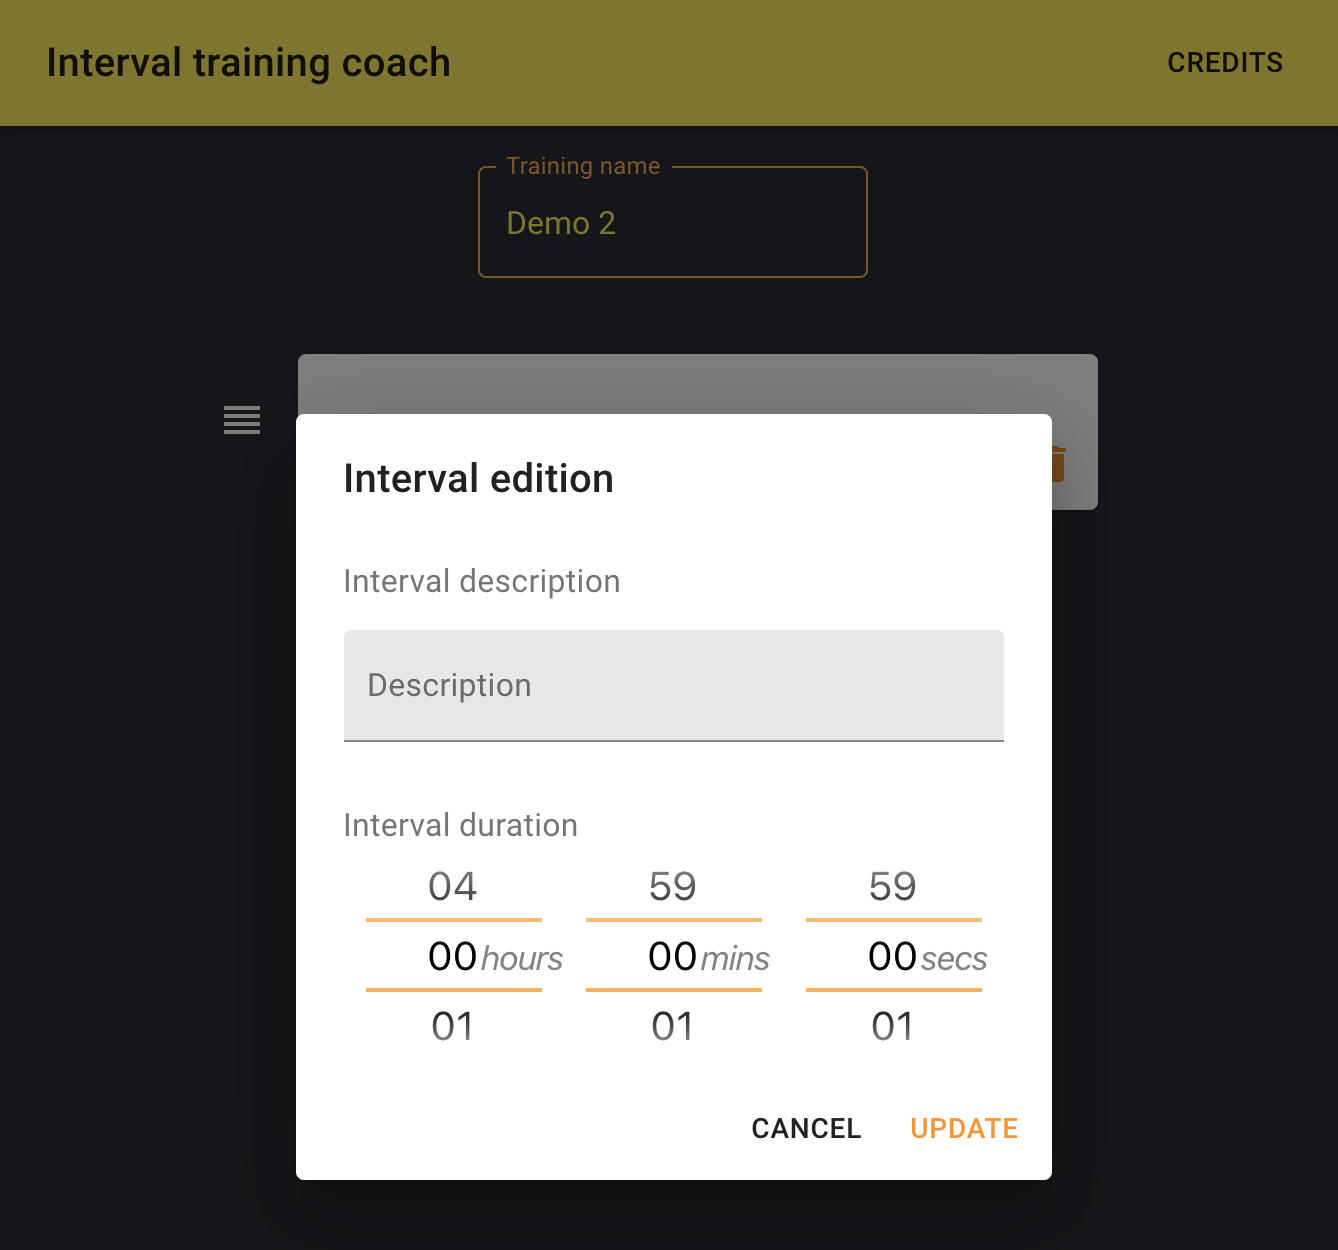 Interval training coach
CREDITS
Training name
Demo 2
Interval edition
Interval description
Description
Interval duration
04 59 59
00 hours 00 mins 00 secs
01 01 01
CANCEL UPDATE